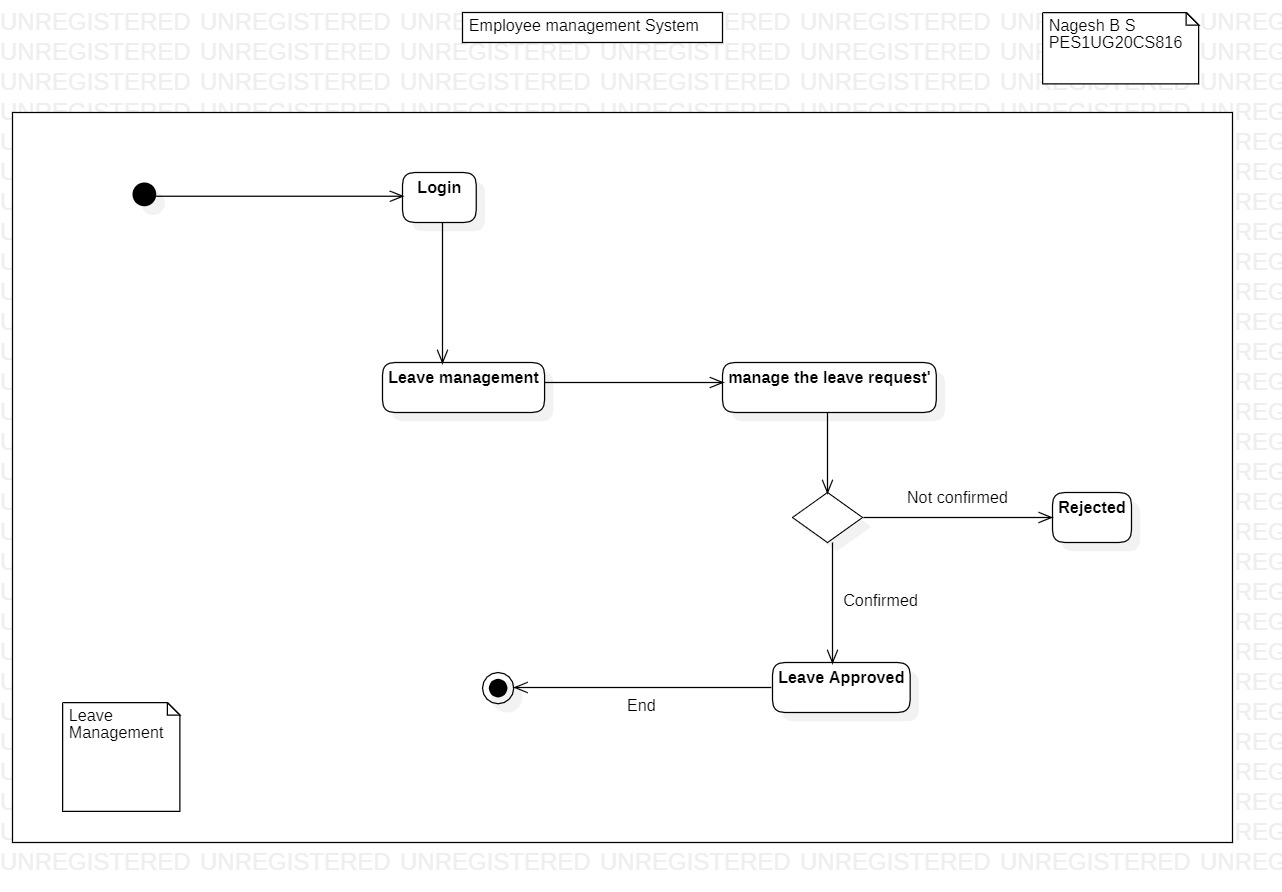 Employee management System
Nagesh B S
PES1UG20CS816
Login
Leave management
manage the leave request'
Not confirmed
Rejected
Confirmed
Leave Approved
End
Leave
Management
UNREGISTERED UNREGISTERED UNREGISTERED UNREGISTERED UNREGISTERED UNREGISTERED UNREG